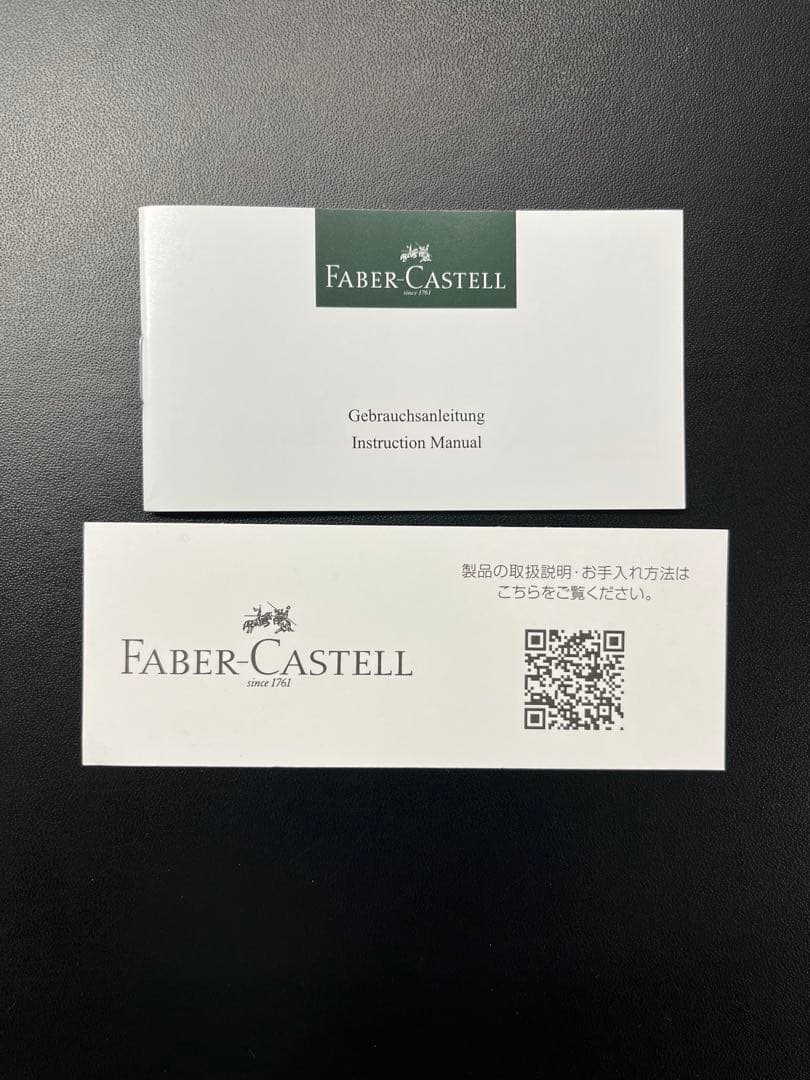 FABER-CASTELL
since 1761
Gebrauchsanleitung
Instruction Manual
製品の取扱説明・お手入れ方法は
こちらをご覧ください。
FABER-CASTELL
since 1761